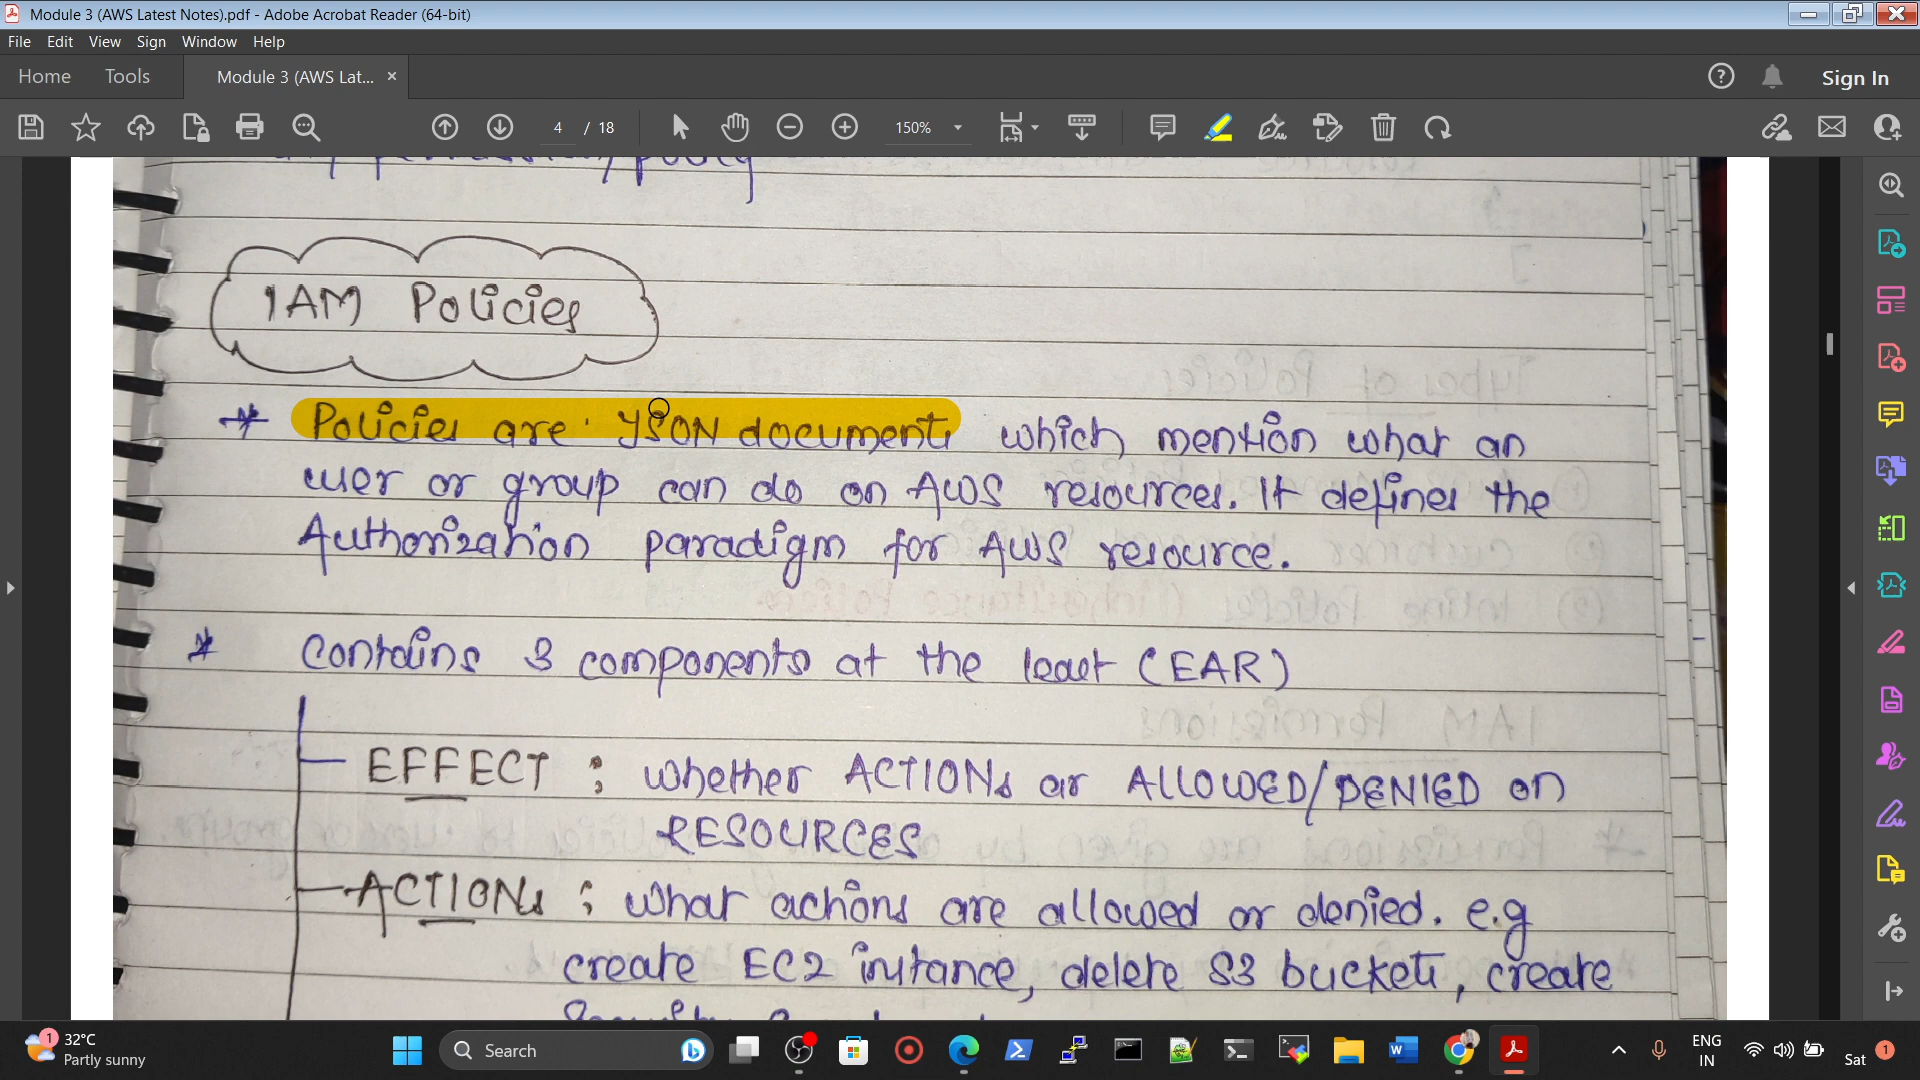 Module 3 (AWS Latest Notes).pdf - Adobe Acrobat Reader (64-bit)
File Edit View Sign Window Help
Home Tools Module 3 (AWS Lat... × Sign In
4 / 18 150%
IAM Policies
* Policies are JSON documents which mention what an
user or group can do on AWS resources. It defines the
Authorization paradigm for AWS resource.
* Contains 3 components at the least (EAR)
EFFECT : whether ACTIONs ar ALLOWED/DENIED on
RESOURCES
ACTIONs : what actions are allowed or denied. e.g
create EC2 instance, delete S3 buckets, create
1 32°C
Partly sunny
Search
ENG
IN
Sat 1